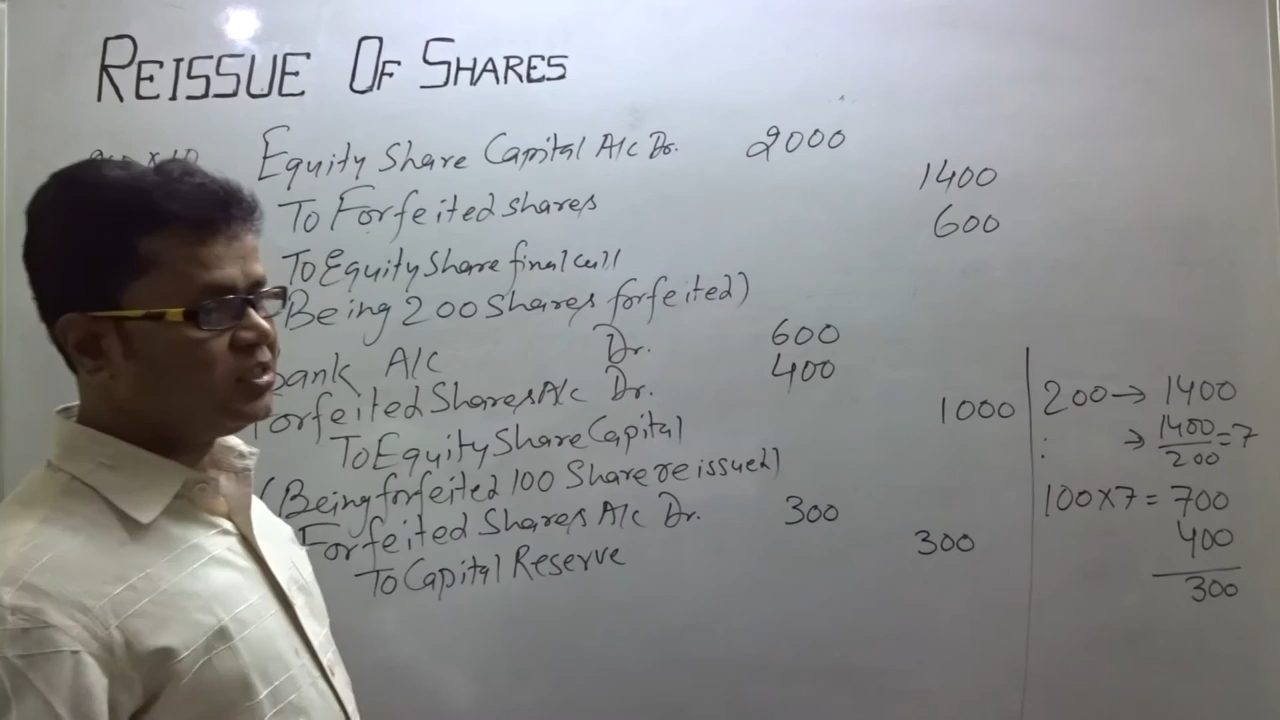 REISSUE OF SHARES
Equity Share Capital A/c Dr. 2000
To Forfeited shares 1400
To Equity Share final call 600
Being 200 Shares forfeited)
Bank A/c Dr. 600
Forfeited Shares A/c Dr. 400
To Equity Share Capital 1000
(Being forfeited 100 Share reissued)
Forfeited Shares A/c Dr. 300
To Capital Reserve 300
200 → 1400
: → 1400/200 = 7
100 X 7 = 700
400
300